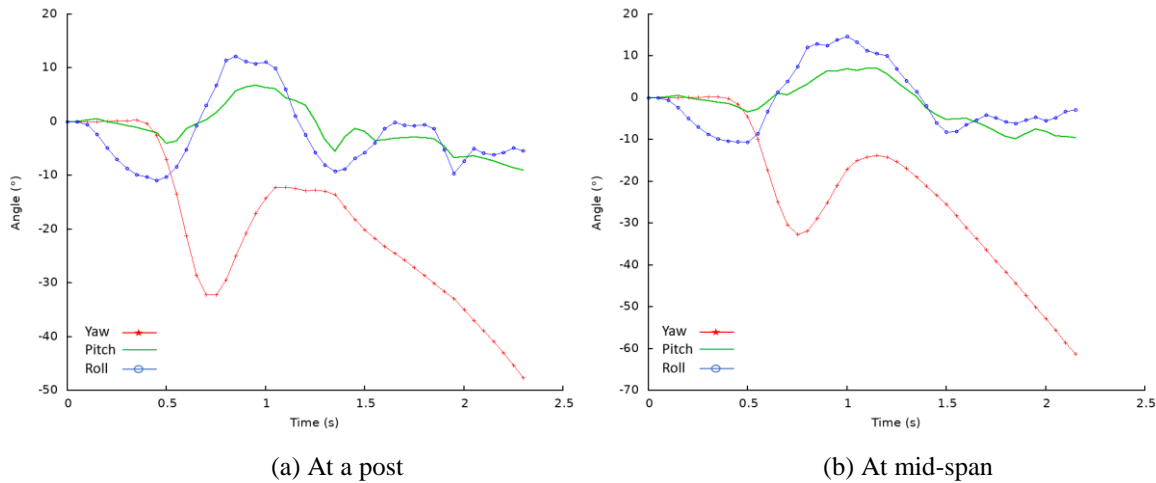 20
10
0
-10
-20
-30
-40
-50
Angle (°)
Yaw
Pitch
Roll
0 0.5 1 1.5 2 2.5
Time (s)
(a) At a post
20
10
0
-10
-20
-30
-40
-50
-60
-70
Angle (°)
Yaw
Pitch
Roll
0 0.5 1 1.5 2 2.5
Time (s)
(b) At mid-span